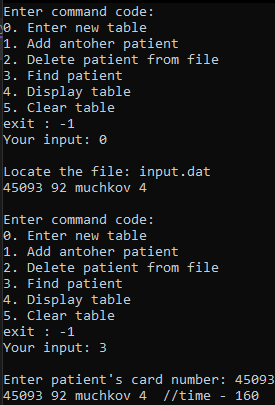 Enter command code:
0. Enter new table
1. Add antoher patient
2. Delete patient from file
3. Find patient
4. Display table
5. Clear table
exit : -1
Your input: 0
Locate the file: input.dat
45093 92 muchkov 4
Enter command code:
0. Enter new table
1. Add antoher patient
2. Delete patient from file
3. Find patient
4. Display table
5. Clear table
exit : -1
Your input: 3
Enter patient's card number: 45093
45093 92 muchkov 4  //time - 160